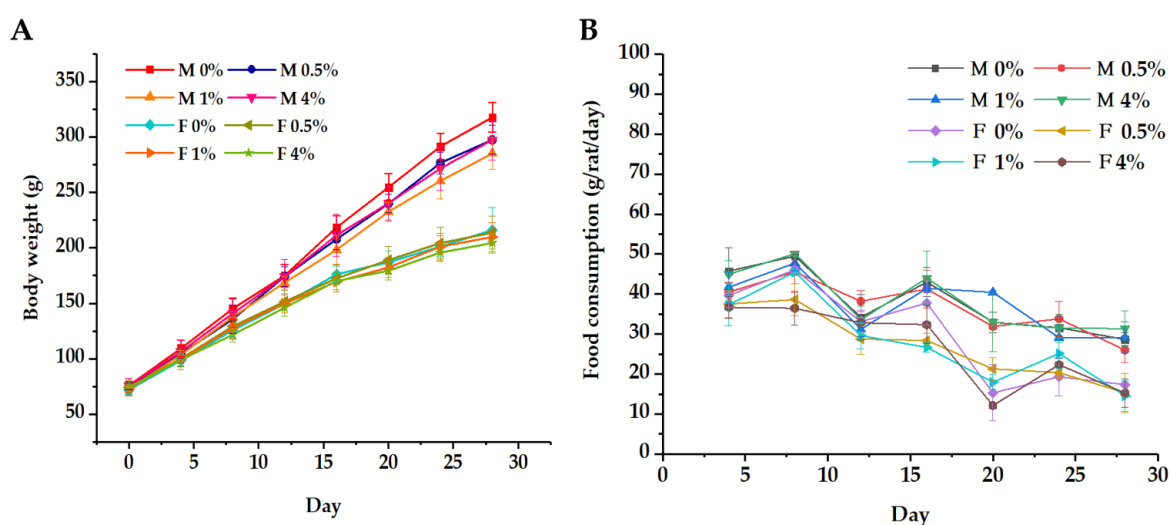 A
Body weight (g)
350
300
250
200
150
100
50
M 0% M 0.5%
M 1% M 4%
F 0% F 0.5%
F 1% F 4%
0 5 10 15 20 25 30
Day
B
Food consumption (g/rat/day)
100
90
80
70
60
50
40
30
20
10
0
M 0% M 0.5%
M 1% M 4%
F 0% F 0.5%
F 1% F 4%
0 5 10 15 20 25 30
Day